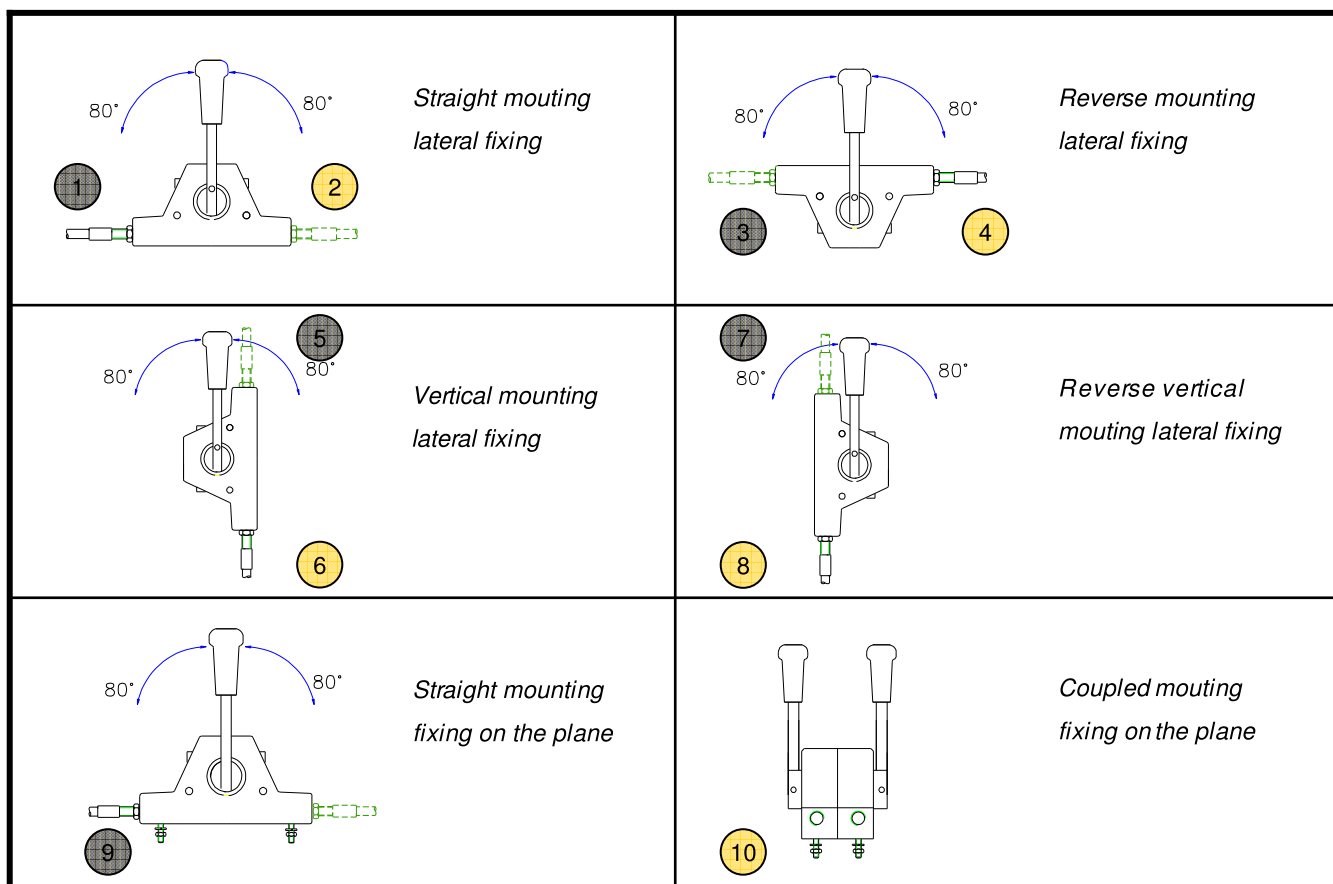 80°
80°
Straight mouting
lateral fixing
1
2
80°
80°
Reverse mounting
lateral fixing
3
4
5
80°
80°
Vertical mounting
lateral fixing
6
7
80°
80°
Reverse vertical
mouting lateral fixing
8
80°
80°
Straight mounting
fixing on the plane
9
Coupled mouting
fixing on the plane
10